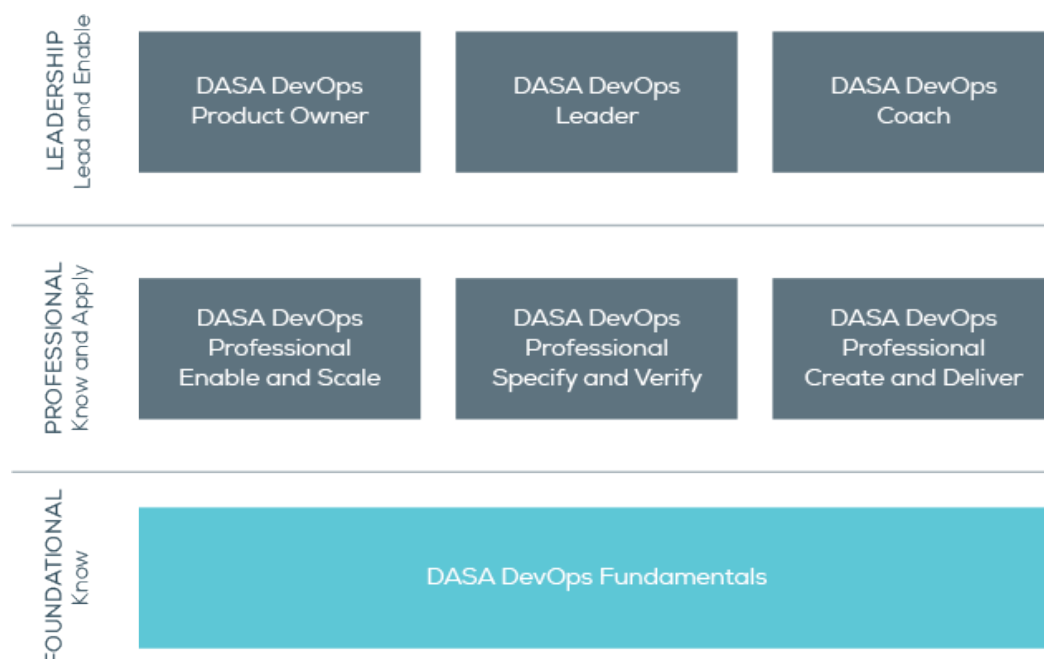 LEADERSHIP
Lead and Enable
DASA DevOps
Product Owner
DASA DevOps
Leader
DASA DevOps
Coach
PROFESSIONAL
Know and Apply
DASA DevOps
Professional
Enable and Scale
DASA DevOps
Professional
Specify and Verify
DASA DevOps
Professional
Create and Deliver
FOUNDATIONAL
Know
DASA DevOps Fundamentals